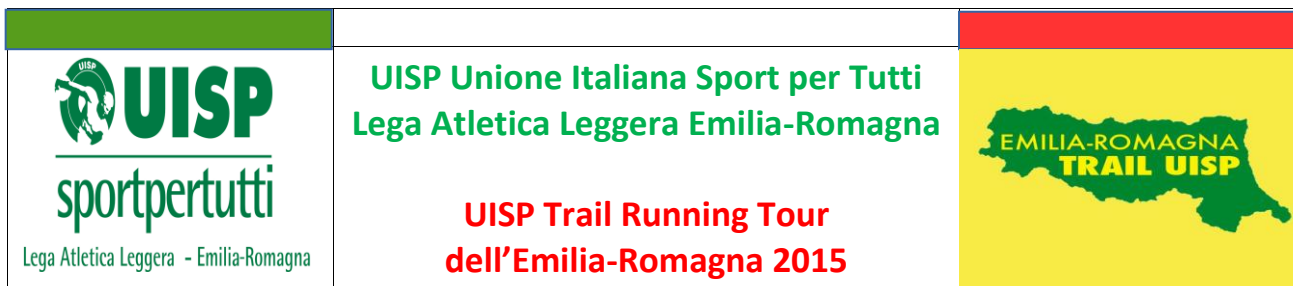 UISP
UISP
sportpertutti
Lega Atletica Leggera - Emilia-Romagna
UISP Unione Italiana Sport per Tutti
Lega Atletica Leggera Emilia-Romagna
UISP Trail Running Tour
dell’Emilia-Romagna 2015
EMILIA-ROMAGNA
TRAIL UISP